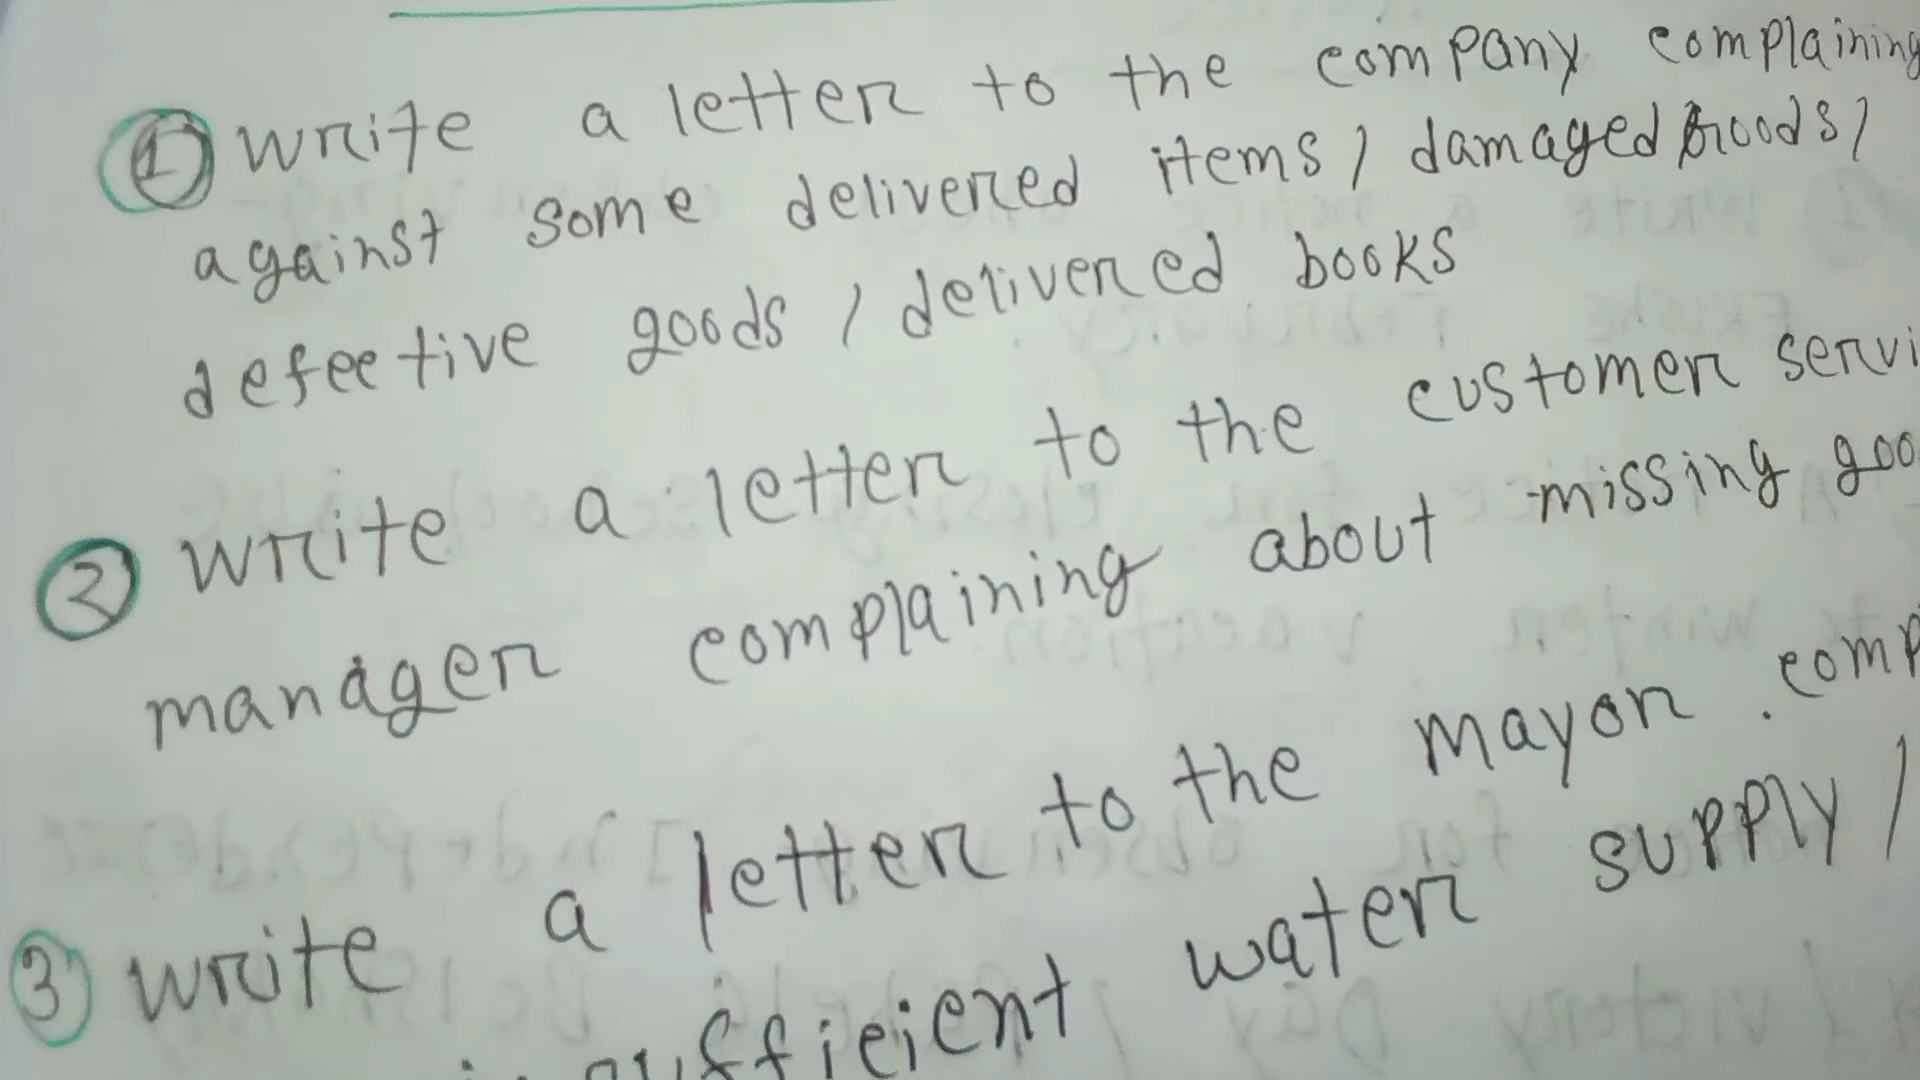 ① write a letter to the company complaining
against some delivered items / damaged goods /
defective goods / delivered books
② write a letter to the customer servi
manager complaining about missing goo
③ write a letter to the mayor comp
insufficient water supply /